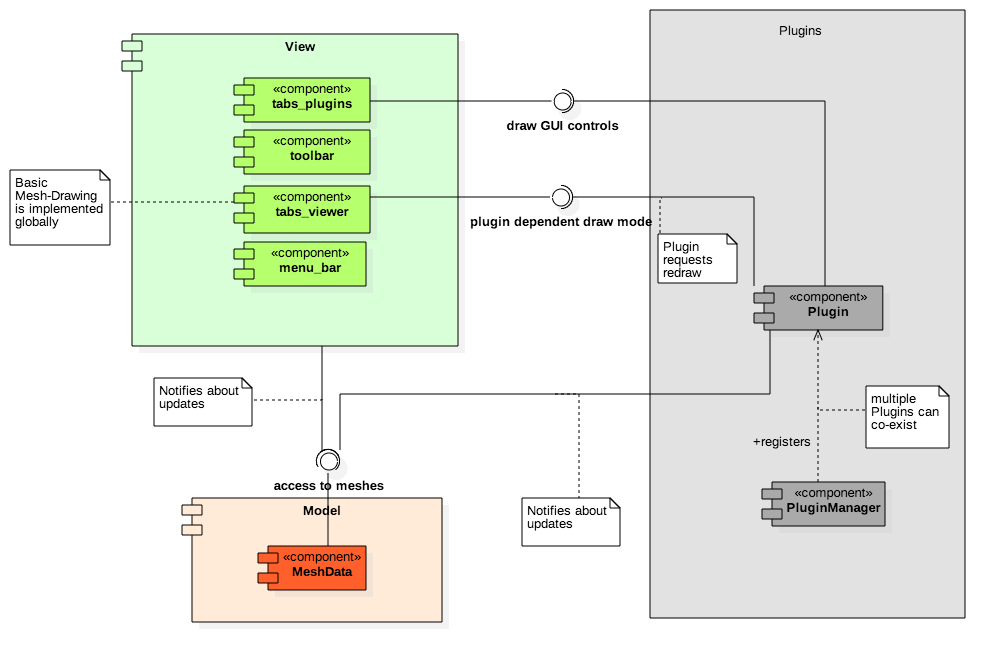 Plugins
View
«component»
tabs_plugins
draw GUI controls
«component»
toolbar
Basic
Mesh-Drawing
is implemented
globally
«component»
tabs_viewer
plugin dependent draw mode
Plugin
requests
redraw
«component»
menu_bar
«component»
Plugin
Notifies about
updates
multiple
Plugins can
co-exist
+registers
access to meshes
«component»
PluginManager
Model
Notifies about
updates
«component»
MeshData